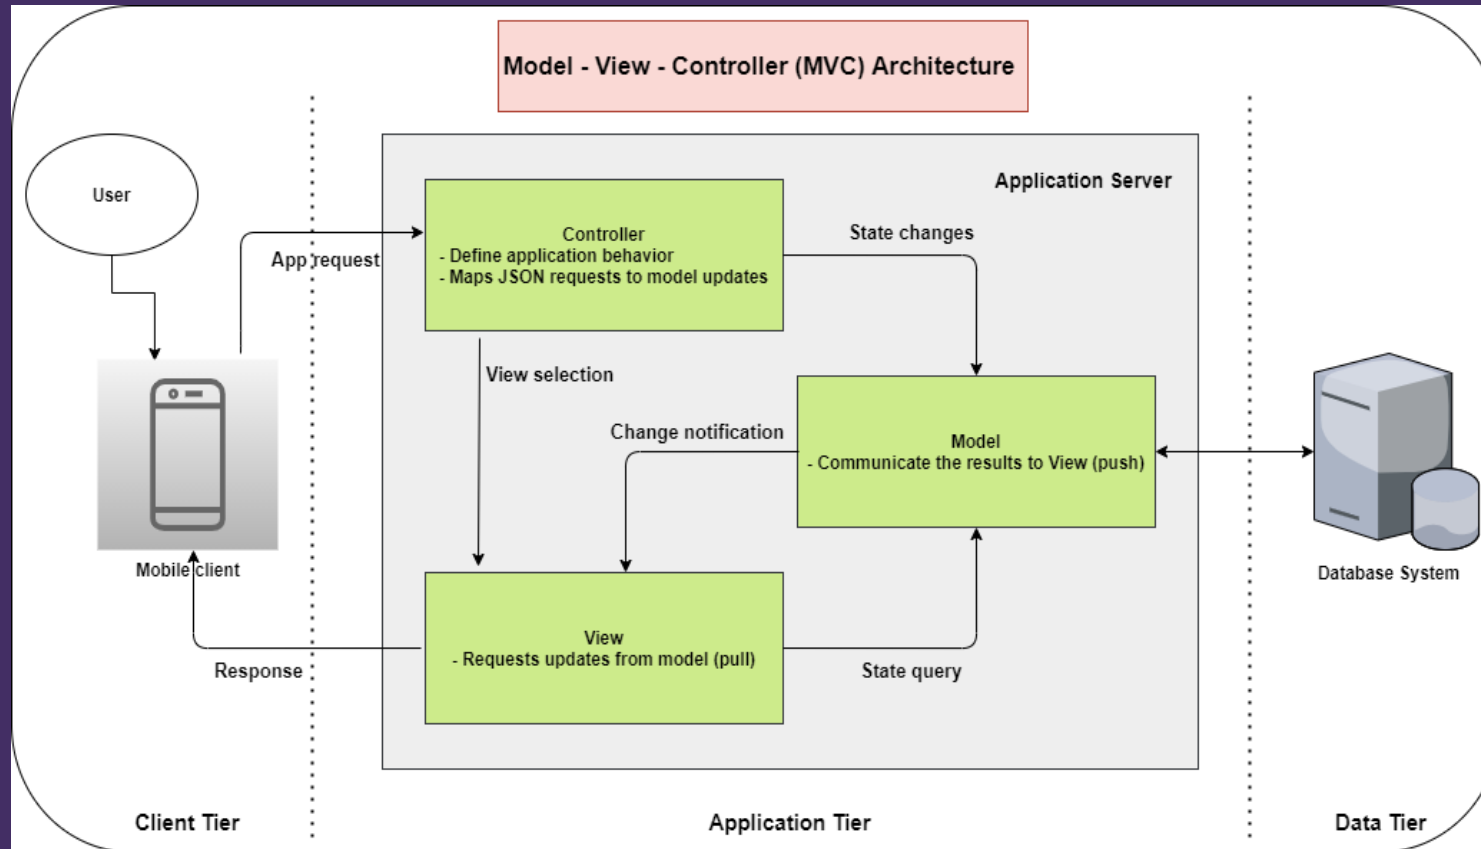 Model - View - Controller (MVC) Architecture
Application Server
User
Controller
- Define application behavior
- Maps JSON requests to model updates
State changes
App request
View selection
Change notification
Model
- Communicate the results to View (push)
Mobile client
Database System
View
- Requests updates from model (pull)
Response
State query
Client Tier
Application Tier
Data Tier